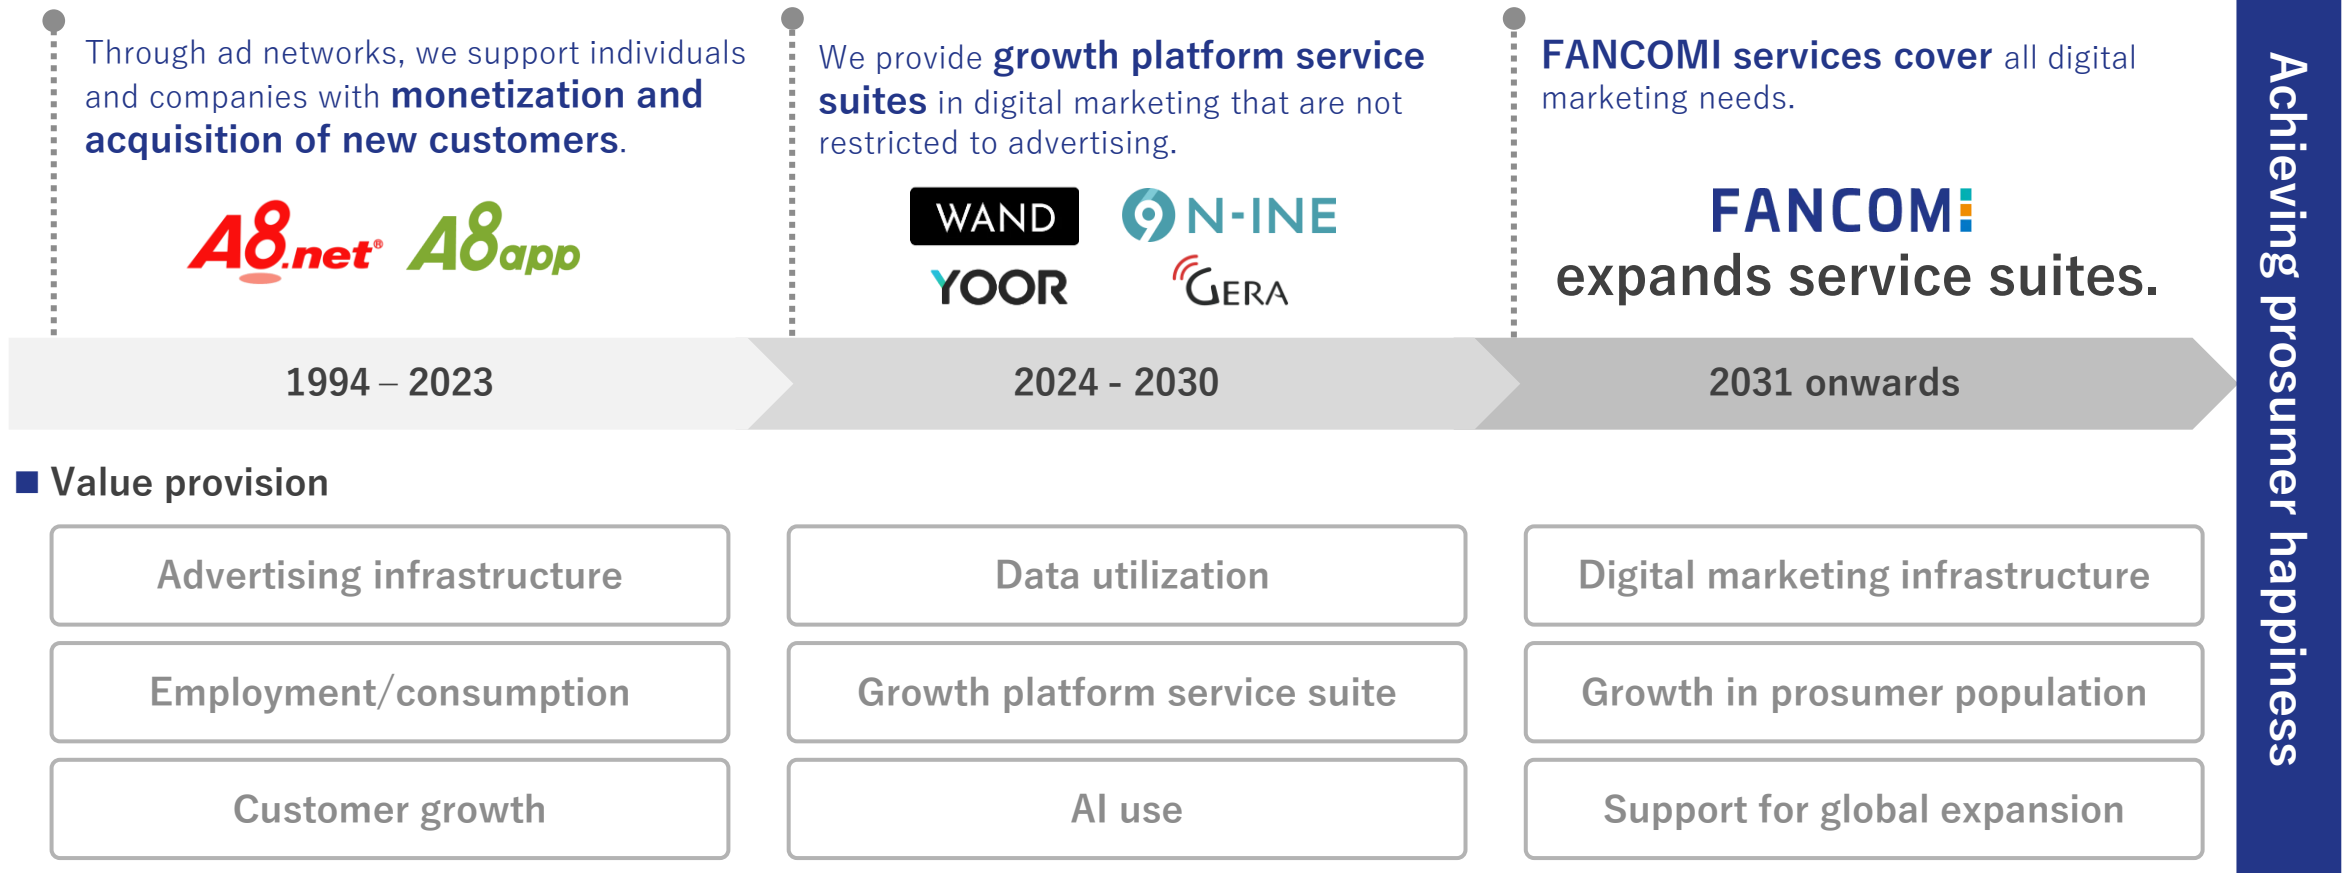 Through ad networks, we support individuals
and companies with monetization and
acquisition of new customers.
A8.net®
A8app
We provide growth platform service
suites in digital marketing that are not
restricted to advertising.
WAND
N-INE
YOOR
GERA
FANCOMI services cover all digital
marketing needs.
FANCOMI
expands service suites.
1994 – 2023
2024 - 2030
2031 onwards
Achieving prosumer happiness
Value provision
Advertising infrastructure
Data utilization
Digital marketing infrastructure
Employment/consumption
Growth platform service suite
Growth in prosumer population
Customer growth
AI use
Support for global expansion